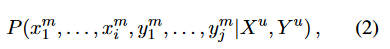 P(x_1^m, . . . , x_i^m, y_1^m, . . . , y_j^m|X^u, Y^u) , (2)